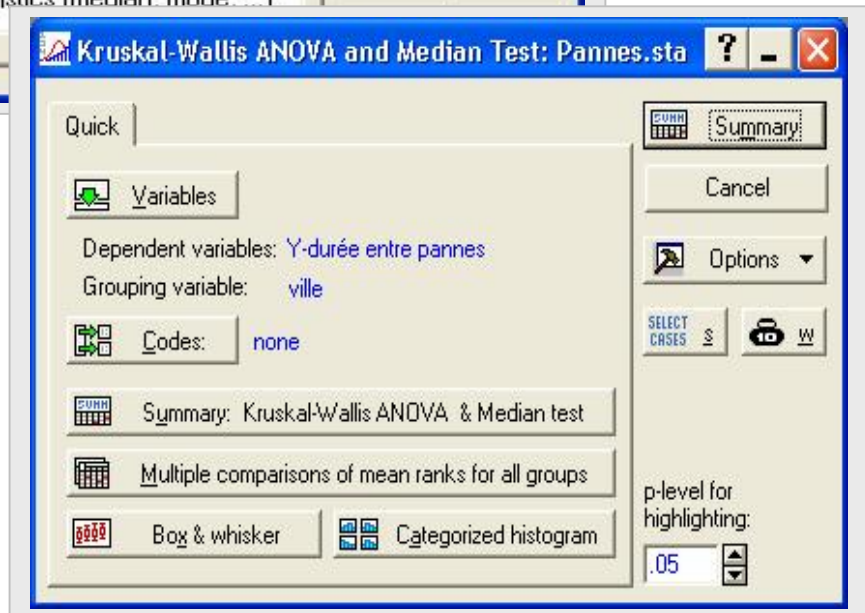 Kruskal-Wallis ANOVA and Median Test: Pannes.sta
Quick
Variables
Dependent variables: Y-durée entre pannes
Grouping variable: ville
Codes: none
Summary: Kruskal-Wallis ANOVA & Median test
Multiple comparisons of mean ranks for all groups
Box & whisker
Categorized histogram
Summary
Cancel
Options
SELECT
CASES S
W
p-level for
highlighting:
.05